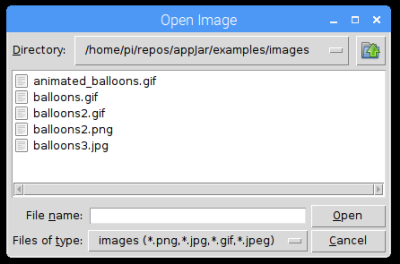 Open Image
Directory: /home/pi/repos/appJar/examples/images
animated_balloons.gif
balloons.gif
balloons2.gif
balloons2.png
balloons3.jpg
File name: Open
Files of type: images (*.png,*.jpg,*.gif,*.jpeg) Cancel